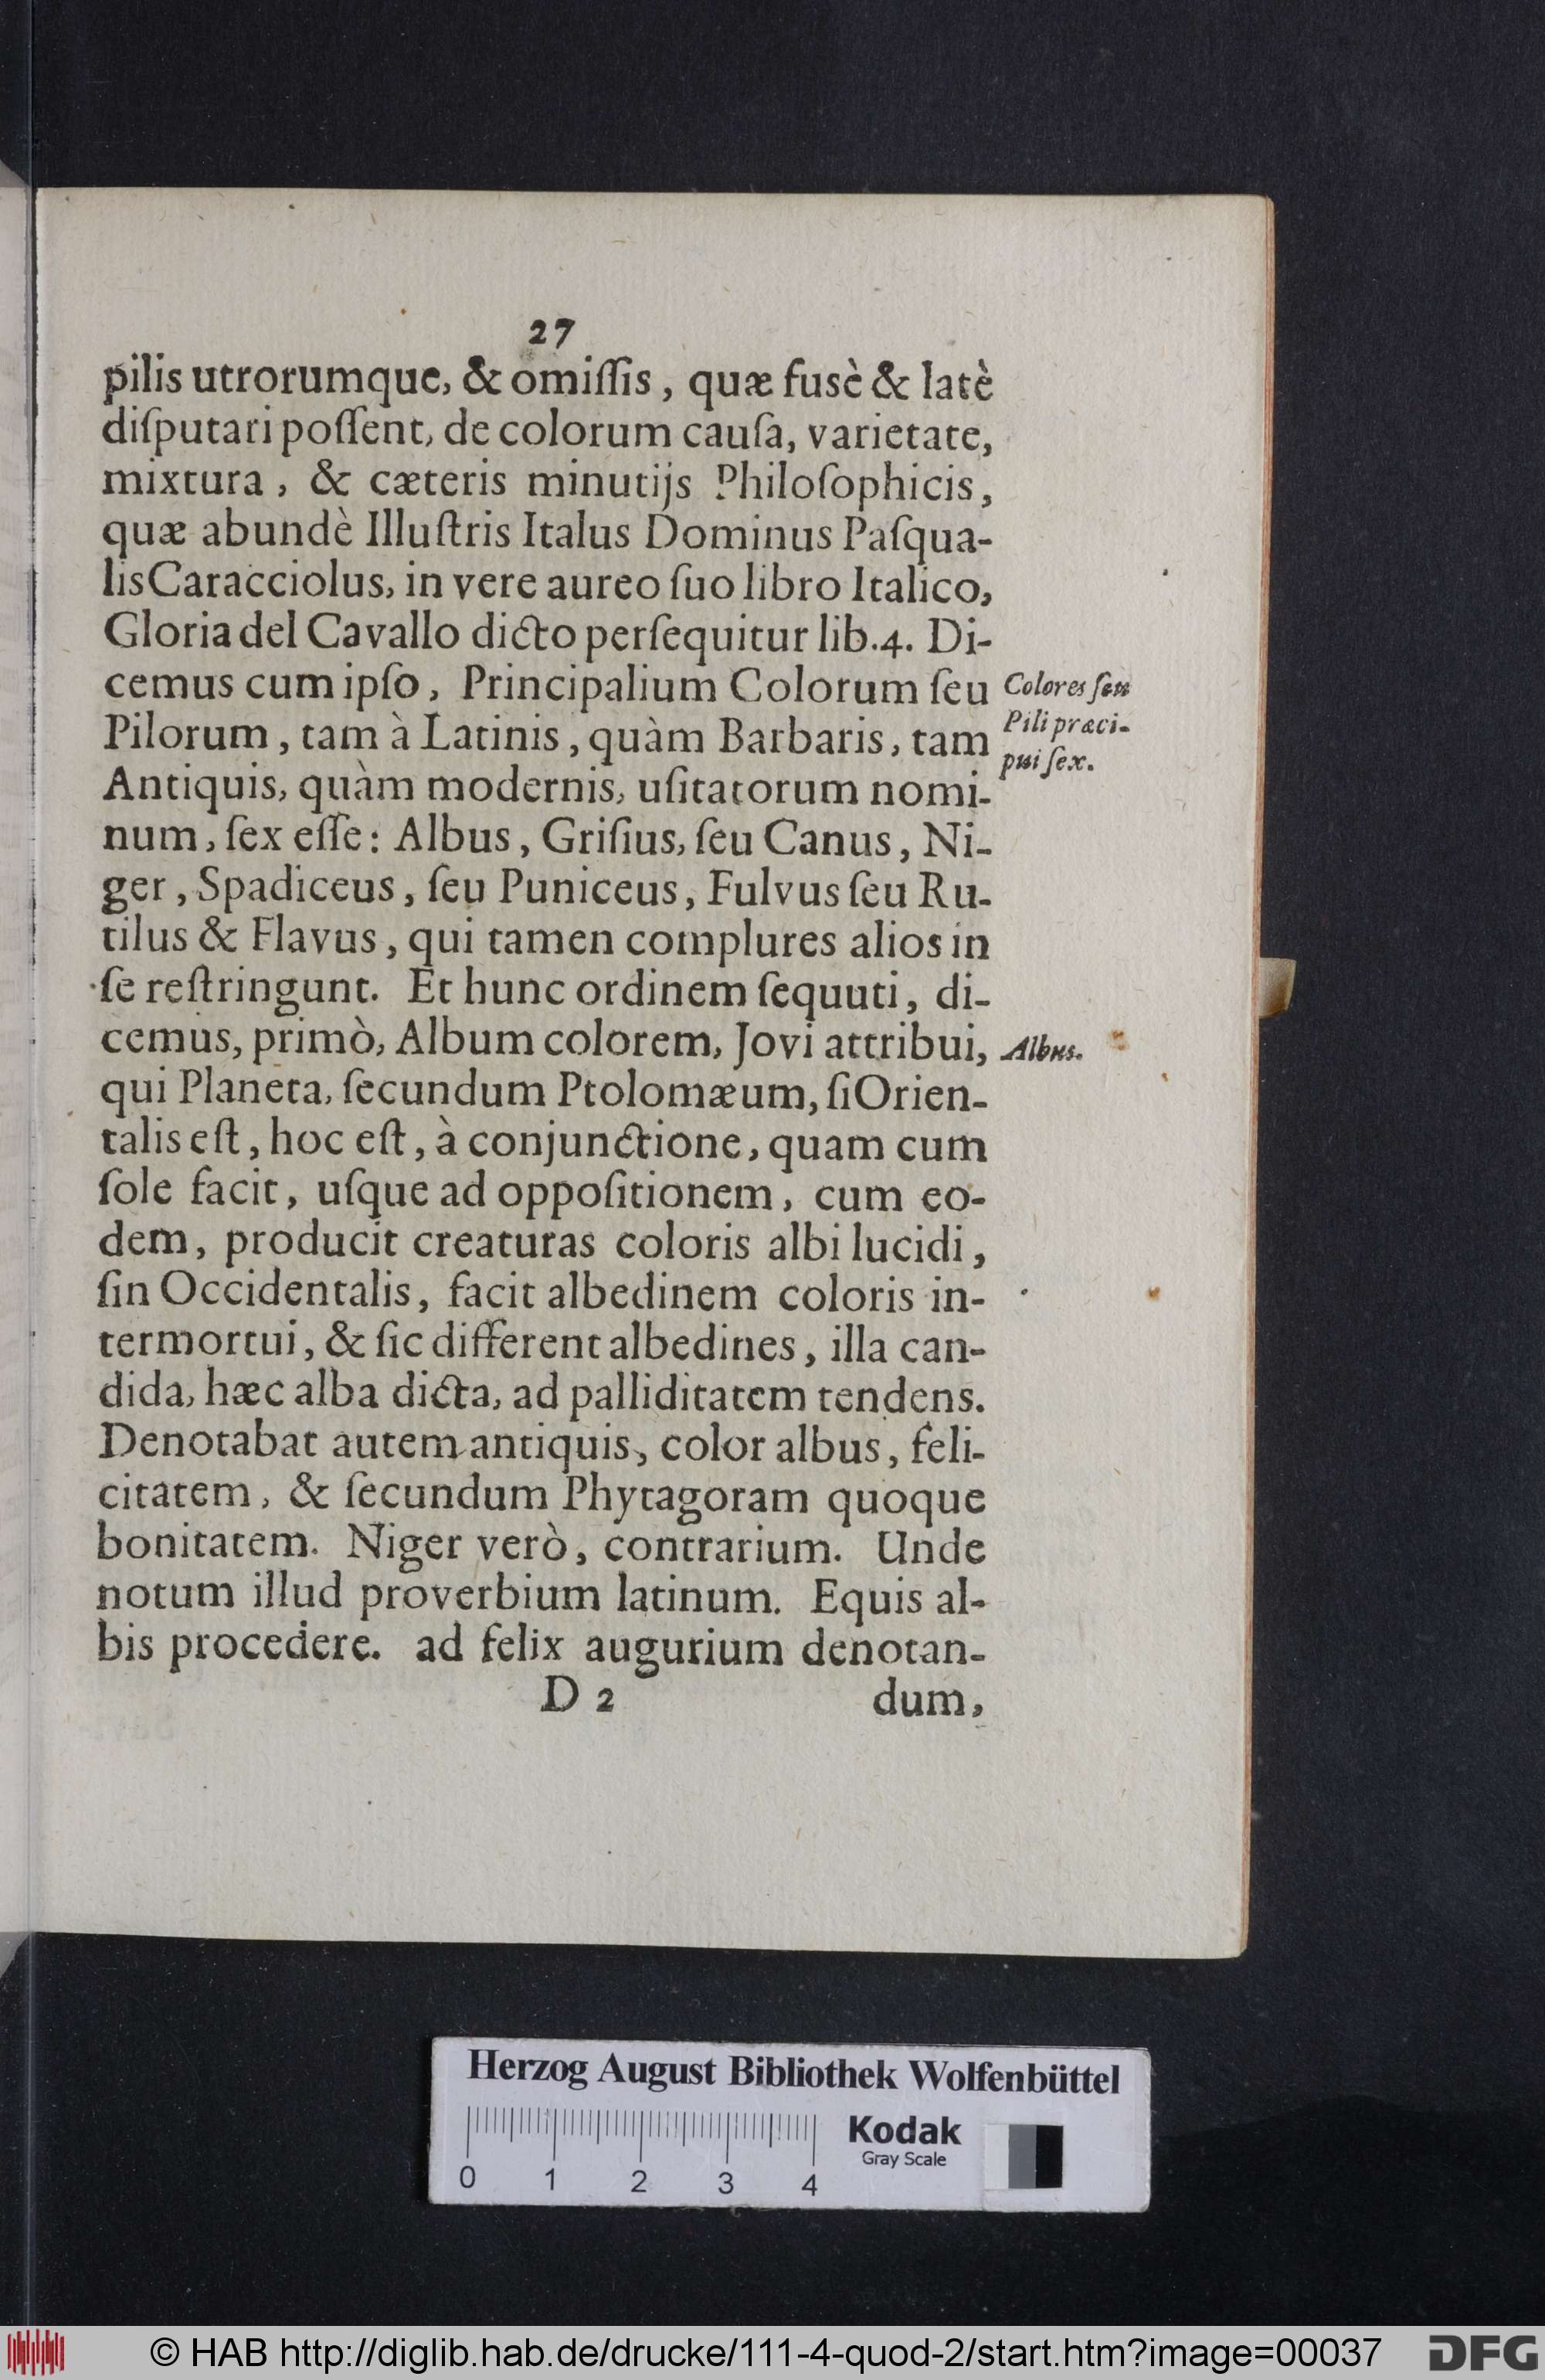 27
pilis utrorumque, & omiſſis, quæ fusè & latè
diſputari poſſent, de colorum cauſa, varietate,
mixtura, & cæteris minutijs Philoſophicis,
quæ abundè Illuſtris Italus Dominus Paſqua-
lis Caracciolus, in vere aureo ſuo libro Italico,
Gloria del Cavallo dicto perſequitur lib.4. Di-
cemus cum ipſo, Principalium Colorum ſeu
Pilorum, tam à Latinis, quàm Barbaris, tam
Antiquis, quàm modernis, uſitatorum nomi-
num, ſex eſſe: Albus, Griſius, ſeu Canus, Ni-
ger, Spadiceus, ſeu Puniceus, Fulvus ſeu Ru-
tilus & Flavus, qui tamen complures alios in
ſe reſtringunt. Et hunc ordinem ſequuti, di-
cemus, primò, Album colorem, Jovi attribui,
qui Planeta, ſecundum Ptolomæum, ſi Orien-
talis eſt, hoc eſt, à conjunctione, quam cum
ſole facit, uſque ad oppoſitionem, cum eo-
dem, producit creaturas coloris albi lucidi,
ſin Occidentalis, facit albedinem coloris in-
termortui, & ſic different albedines, illa can-
dida, hæc alba dicta, ad palliditatem tendens.
Denotabat autem antiquis, color albus, feli-
citatem, & ſecundum Phytagoram quoque
bonitatem. Niger verò, contrarium. Unde
notum illud proverbium latinum. Equis al-
bis procedere. ad felix augurium denotan-
D 2 dum,
Colores ſeu
Pili præci-
pui ſex.
Albus.
Herzog August Bibliothek Wolfenbüttel
0 1 2 3 4
Kodak
Gray Scale
© HAB http://diglib.hab.de/drucke/111-4-quod-2/start.htm?image=00037
DFG